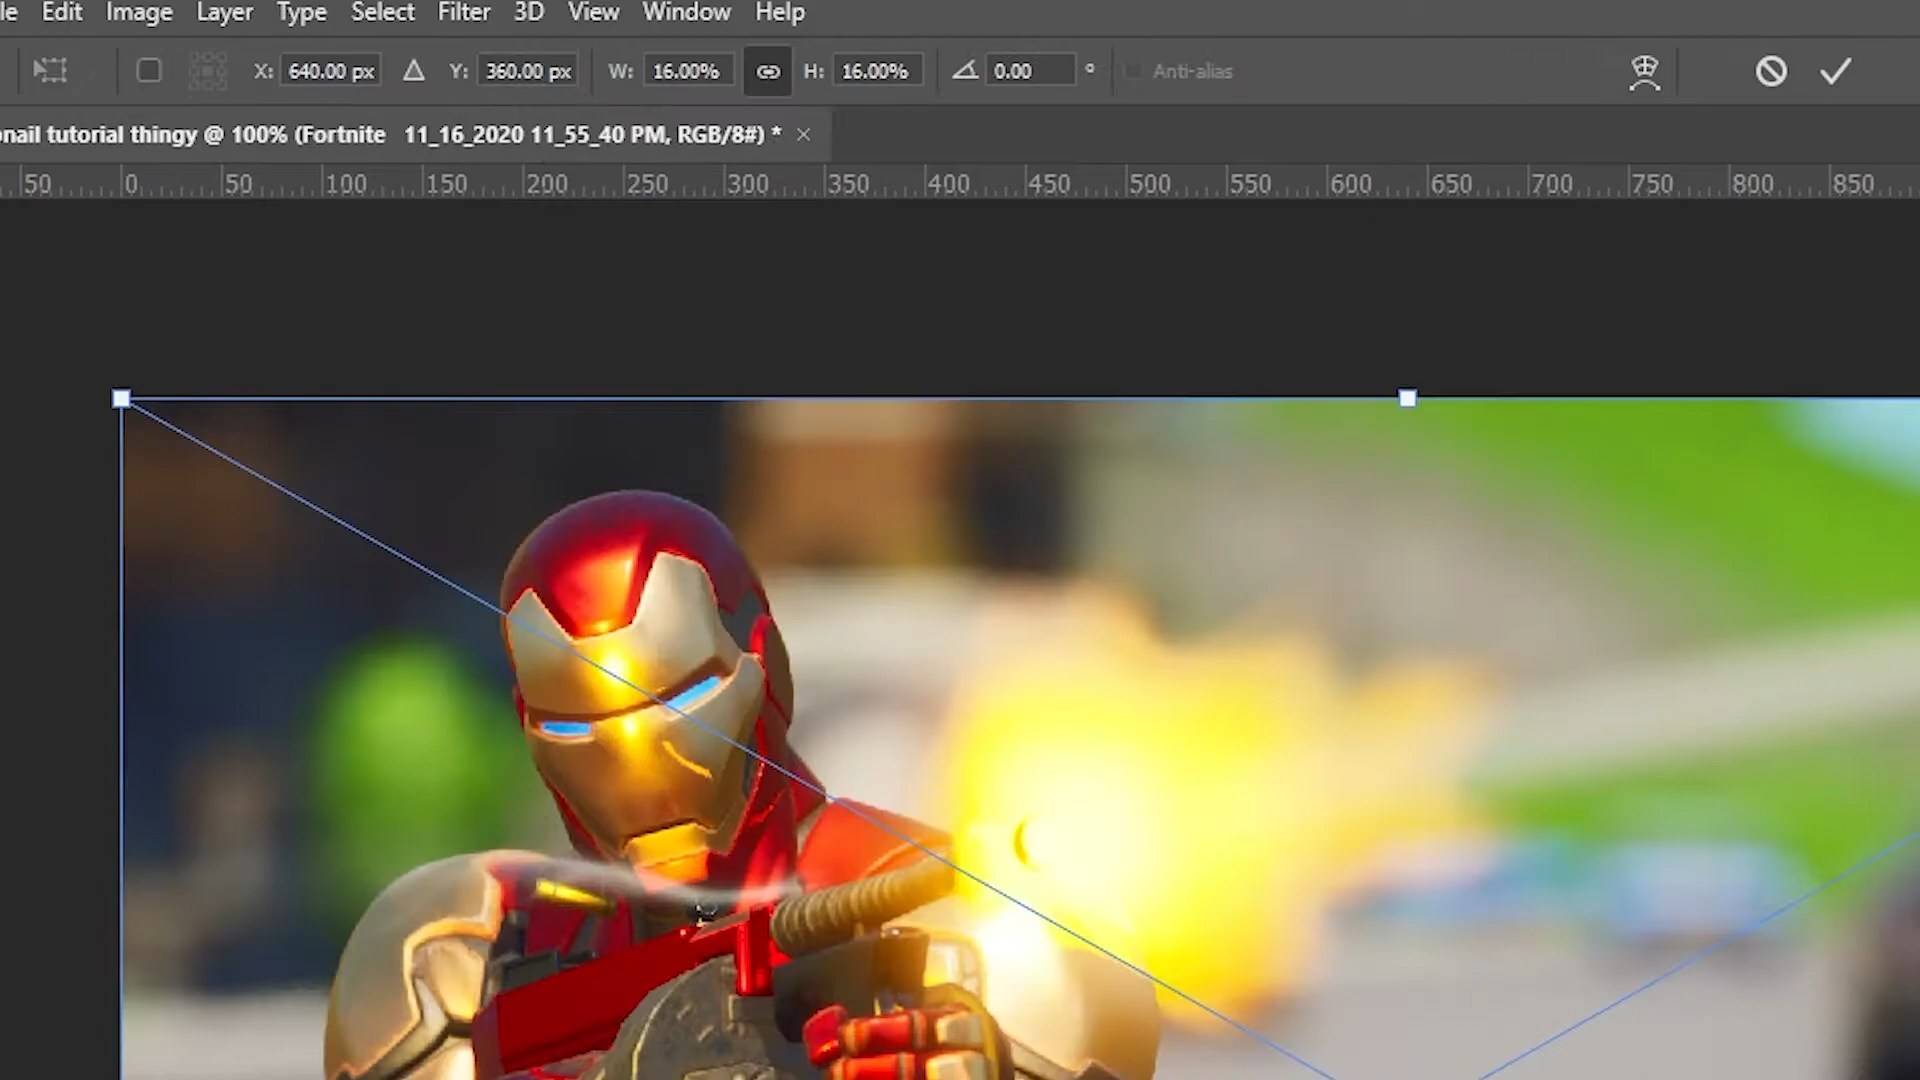 le Edit Image Layer Type Select Filter 3D View Window Help
X: 640.00 px Y: 360.00 px W: 16.00% H: 16.00% 0.00 ° Anti-alias
nail tutorial thingy @ 100% (Fortnite 11_16_2020 11_55_40 PM, RGB/8#) * ×
50 0 50 100 150 200 250 300 350 400 450 500 550 600 650 700 750 800 850